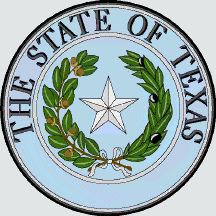 THE STATE OF TEXAS